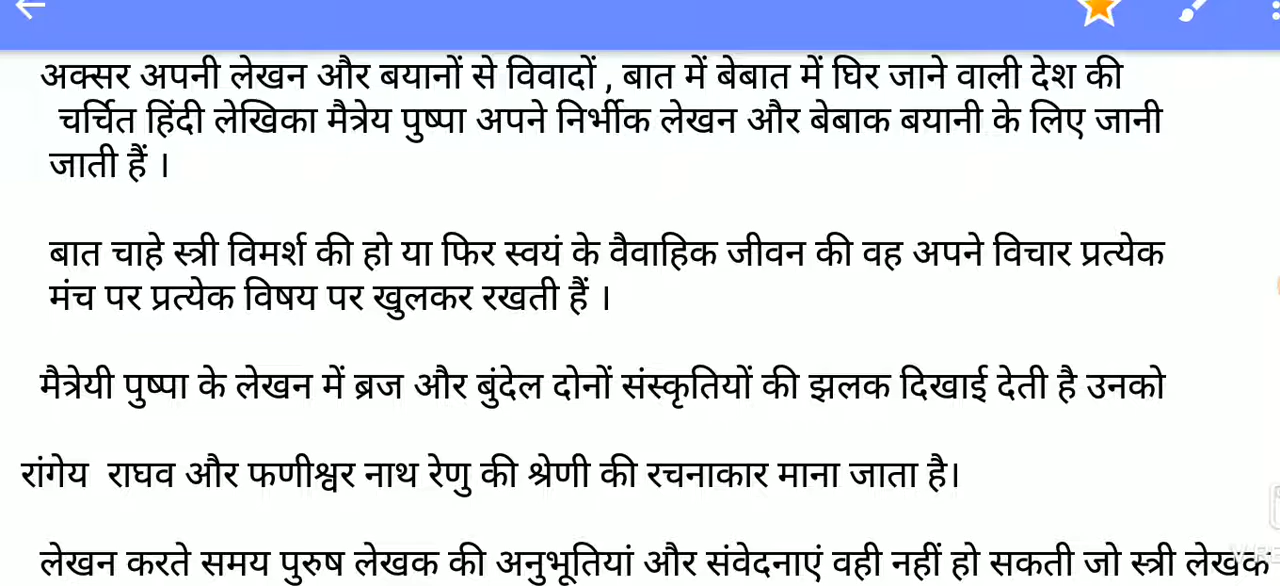 अक्सर अपनी लेखन और बयानों से विवादों , बात में बेबात में घिर जाने वाली देश की
चर्चित हिंदी लेखिका मैत्रेय पुष्पा अपने निर्भीक लेखन और बेबाक बयानी के लिए जानी
जाती हैं ।
बात चाहे स्त्री विमर्श की हो या फिर स्वयं के वैवाहिक जीवन की वह अपने विचार प्रत्येक
मंच पर प्रत्येक विषय पर खुलकर रखती हैं ।
मैत्रेयी पुष्पा के लेखन में ब्रज और बुंदेल दोनों संस्कृतियों की झलक दिखाई देती है उनको
रांगेय राघव और फणीश्वर नाथ रेणु की श्रेणी की रचनाकार माना जाता है।
लेखन करते समय पुरुष लेखक की अनुभूतियां और संवेदनाएं वही नहीं हो सकती जो स्त्री लेखक